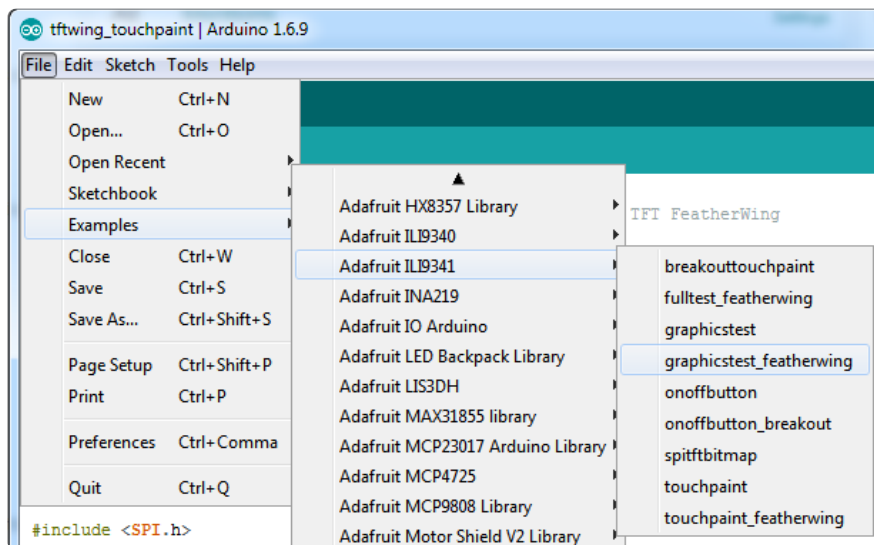 tftwing_touchpaint | Arduino 1.6.9
File Edit Sketch Tools Help
New Ctrl+N
Open... Ctrl+O
Open Recent
Sketchbook
Examples
Close Ctrl+W
Save Ctrl+S
Save As... Ctrl+Shift+S
Page Setup Ctrl+Shift+P
Print Ctrl+P
Preferences Ctrl+Comma
Quit Ctrl+Q
Adafruit HX8357 Library
Adafruit ILI9340
Adafruit ILI9341
Adafruit INA219
Adafruit IO Arduino
Adafruit LED Backpack Library
Adafruit LIS3DH
Adafruit MAX31855 library
Adafruit MCP23017 Arduino Library
Adafruit MCP4725
Adafruit MCP9808 Library
Adafruit Motor Shield V2 Library
TFT FeatherWing
breakouttouchpaint
fulltest_featherwing
graphicstest
graphicstest_featherwing
onoffbutton
onoffbutton_breakout
spitftbitmap
touchpaint
touchpaint_featherwing
#include <SPI.h>